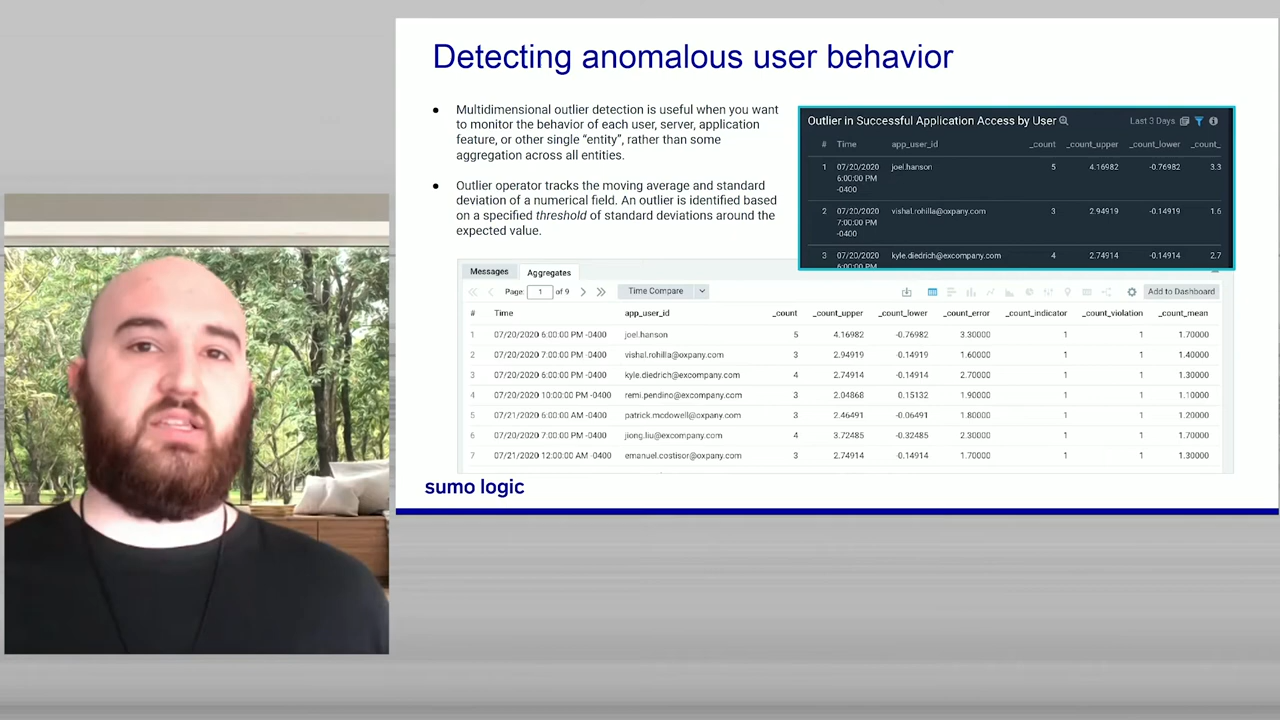 Detecting anomalous user behavior
● Multidimensional outlier detection is useful when you want
to monitor the behavior of each user, server, application
feature, or other single “entity”, rather than some
aggregation across all entities.
● Outlier operator tracks the moving average and standard
deviation of a numerical field. An outlier is identified based
on a specified threshold of standard deviations around the
expected value.
Outlier in Successful Application Access by User Last 3 Days
# Time app_user_id _count _count_upper _count_lower _count_
1 07/20/2020 joel.hanson 5 4.16982 -0.76982 3.3
6:00:00 PM
-0400
2 07/20/2020 vishal.rohilla@oxpany.com 3 2.94919 -0.14919 1.6
7:00:00 PM
-0400
3 07/20/2020 kyle.diedrich@excompany.com 4 2.74914 -0.14914 2.7
6:00:00 PM
Messages Aggregates
Page: 1 of 9 Time Compare Add to Dashboard
# Time app_user_id _count _count_upper _count_lower _count_error _count_indicator _count_violation _count_mean
1 07/20/2020 6:00:00 PM -0400 joel.hanson 5 4.16982 -0.76982 3.30000 1 1 1.70000
2 07/20/2020 7:00:00 PM -0400 vishal.rohilla@oxpany.com 3 2.94919 -0.14919 1.60000 1 1 1.40000
3 07/20/2020 6:00:00 PM -0400 kyle.diedrich@excompany.com 4 2.74914 -0.14914 2.70000 1 1 1.30000
4 07/20/2020 10:00:00 PM -0400 remi.pendino@excompany.com 3 2.04868 0.15132 1.90000 1 1 1.10000
5 07/21/2020 6:00:00 AM -0400 patrick.mcdowell@oxpany.com 3 2.46491 -0.06491 1.80000 1 1 1.20000
6 07/20/2020 7:00:00 PM -0400 jiong.liu@excompany.com 4 3.72485 -0.32485 2.30000 1 1 1.70000
7 07/21/2020 12:00:00 AM -0400 emanuel.costisor@oxpany.com 3 2.74914 -0.14914 1.70000 1 1 1.30000
sumo logic